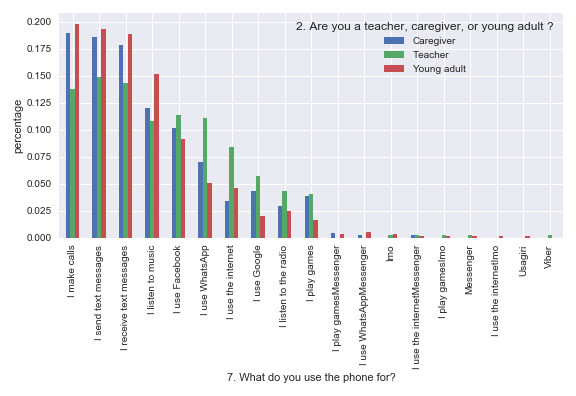 2. Are you a teacher, caregiver, or young adult ?
Caregiver
Teacher
Young adult
percentage
0.200
0.175
0.150
0.125
0.100
0.075
0.050
0.025
0.000
I make calls
I send text messages
I receive text messages
I listen to music
I use Facebook
I use WhatsApp
I use the internet
I use Google
I listen to the radio
I play games
I play gamesMessenger
I use WhatsAppMessenger
Imo
I use the internetMessenger
I play gamesImo
Messenger
I use the internetImo
Usagiri
Viber
7. What do you use the phone for?